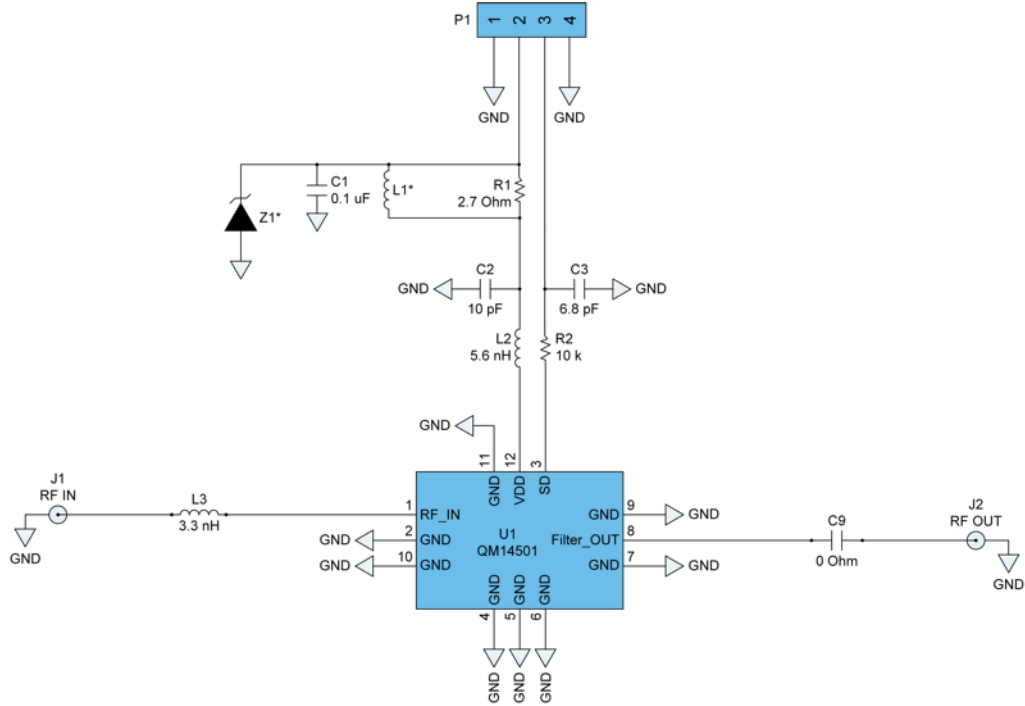 P1
1
2
3
4
GND
GND
Z1*
C1
0.1 uF
L1*
R1
2.7 Ohm
GND
C2
10 pF
C3
6.8 pF
GND
L2
5.6 nH
R2
10 k
GND
11
12
3
GND
VDD
SD
J1
RF IN
GND
L3
3.3 nH
1
RF_IN
GND
2
GND
GND
10
GND
U1
QM14501
GND
9
GND
Filter_OUT
8
GND
7
GND
C9
0 Ohm
J2
RF OUT
GND
GND
GND
GND
4
5
6
GND
GND
GND